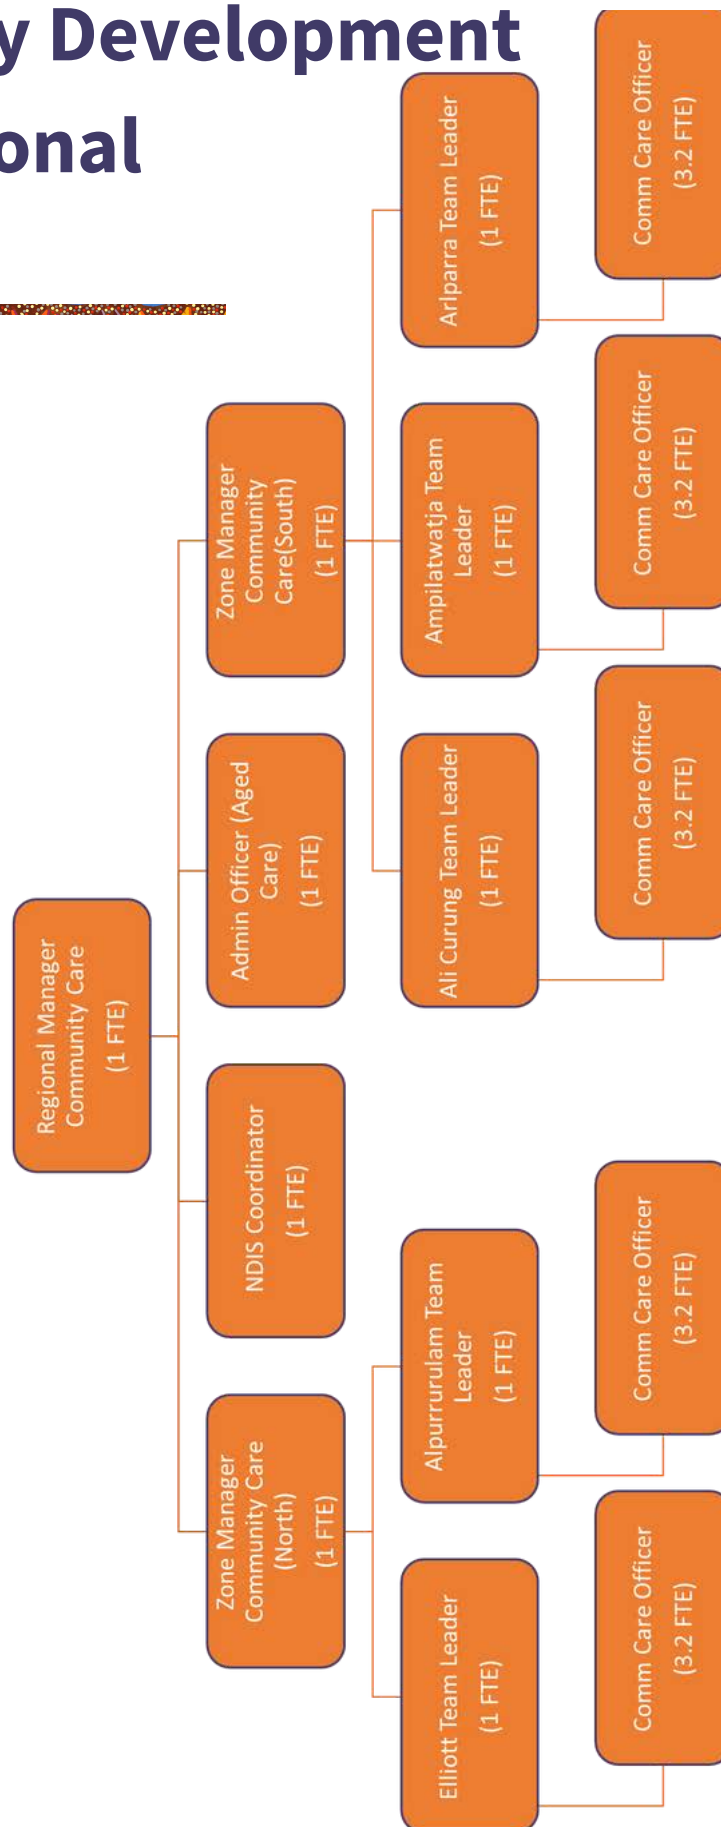 y Development
onal
Regional Manager
Community Care
(1 FTE)
Zone Manager
Community Care
(North)
(1 FTE)
NDIS Coordinator
(1 FTE)
Admin Officer (Aged
Care)
(1 FTE)
Zone Manager
Community
Care(South)
(1 FTE)
Elliott Team Leader
(1 FTE)
Alpurrurulam Team
Leader
(1 FTE)
Ali Curung Team Leader
(1 FTE)
Ampilatwatja Team
Leader
(1 FTE)
Arlparra Team Leader
(1 FTE)
Comm Care Officer
(3.2 FTE)
Comm Care Officer
(3.2 FTE)
Comm Care Officer
(3.2 FTE)
Comm Care Officer
(3.2 FTE)
Comm Care Officer
(3.2 FTE)